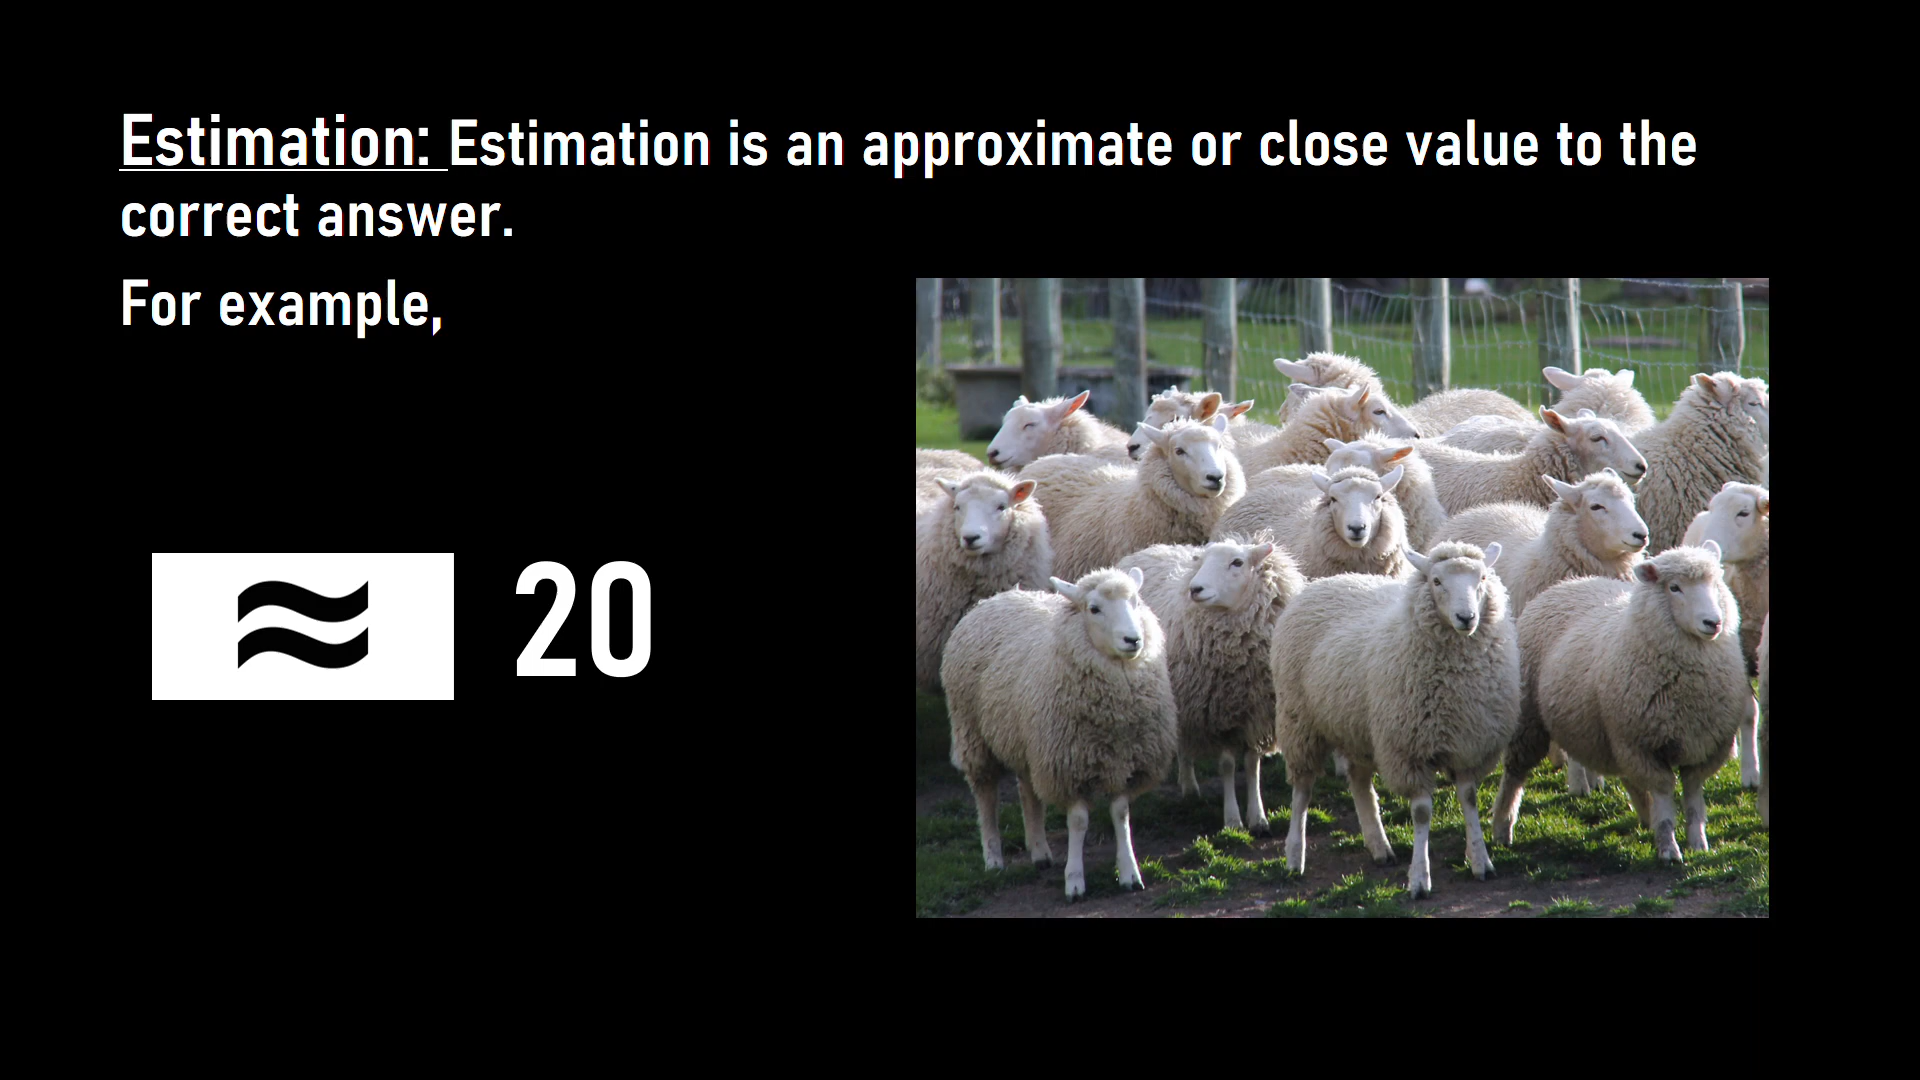 Estimation: Estimation is an approximate or close value to the
correct answer.
For example,
≈ 20